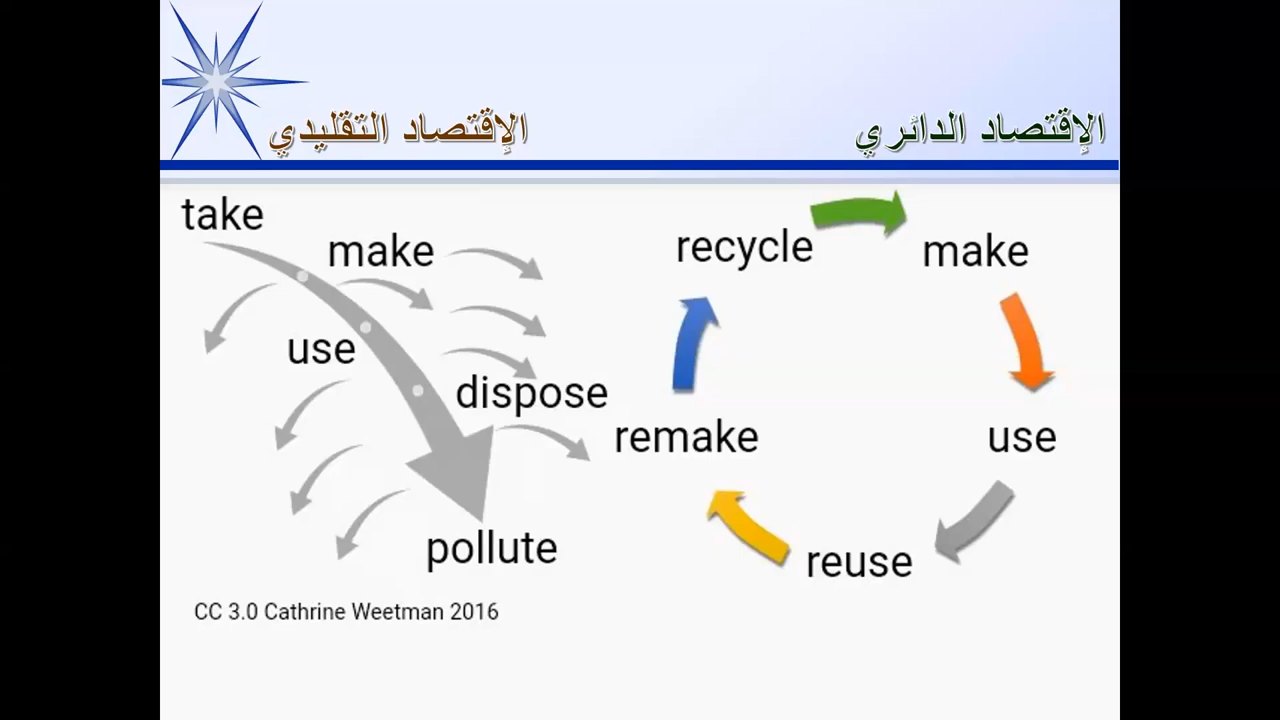 الإقتصاد الدائري
الإقتصاد التقليدي
take
make
use
dispose
pollute
recycle
make
use
reuse
remake
CC 3.0 Cathrine Weetman 2016